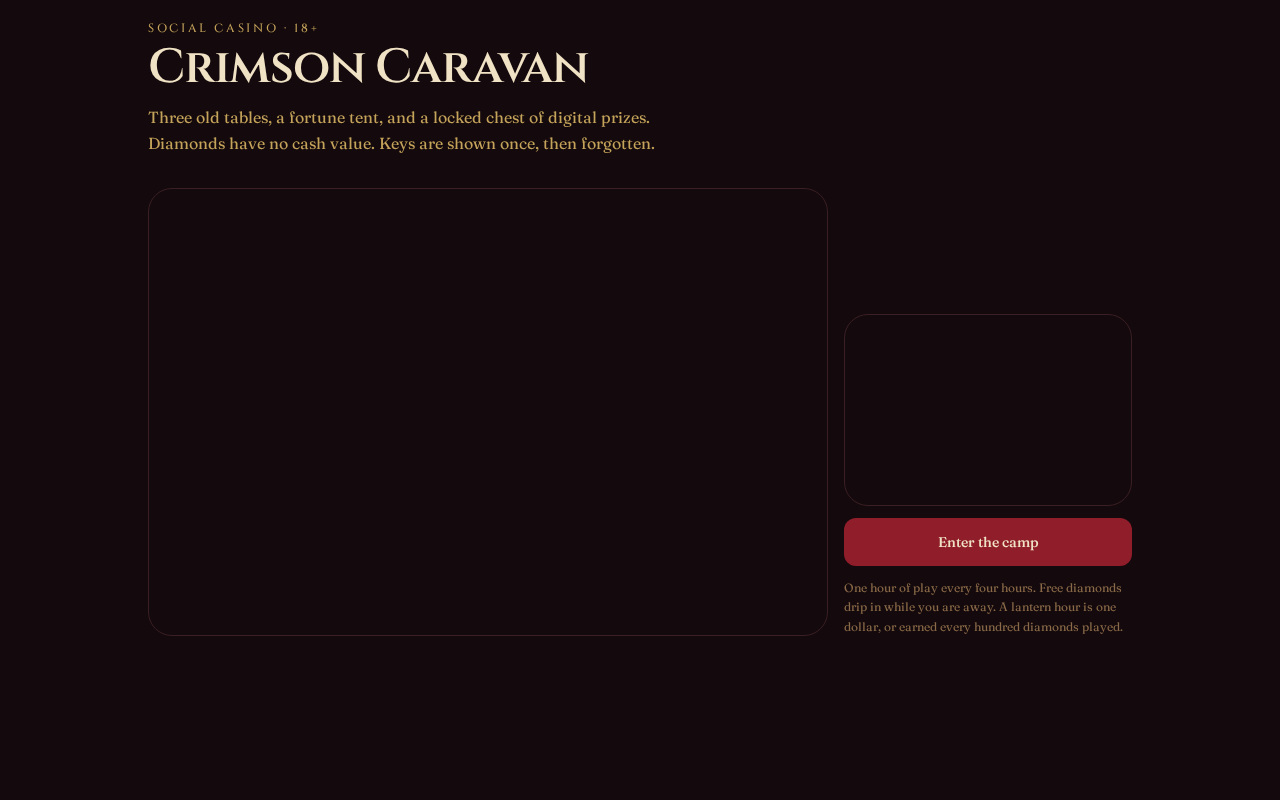 SOCIAL CASINO · 18+
Crimson Caravan
Three old tables, a fortune tent, and a locked chest of digital prizes.
Diamonds have no cash value. Keys are shown once, then forgotten.
Enter the camp
One hour of play every four hours. Free diamonds
drip in while you are away. A lantern hour is one
dollar, or earned every hundred diamonds played.